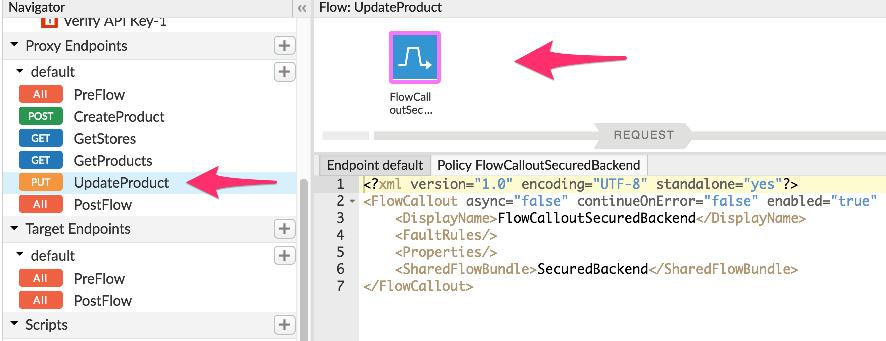 Navigator
Verify API Key-1
Proxy Endpoints
default
All PreFlow
POST CreateProduct
GET GetStores
GET GetProducts
PUT UpdateProduct
All PostFlow
Target Endpoints
default
All PreFlow
All PostFlow
Scripts
Flow: UpdateProduct
FlowCall
outSec...
REQUEST
Endpoint default Policy FlowCalloutSecuredBackend
1 <?xml version="1.0" encoding="UTF-8" standalone="yes"?>
2 <FlowCallout async="false" continueOnError="false" enabled="true"
3 <DisplayName>FlowCalloutSecuredBackend</DisplayName>
4 <FaultRules/>
5 <Properties/>
6 <SharedFlowBundle>SecuredBackend</SharedFlowBundle>
7 </FlowCallout>